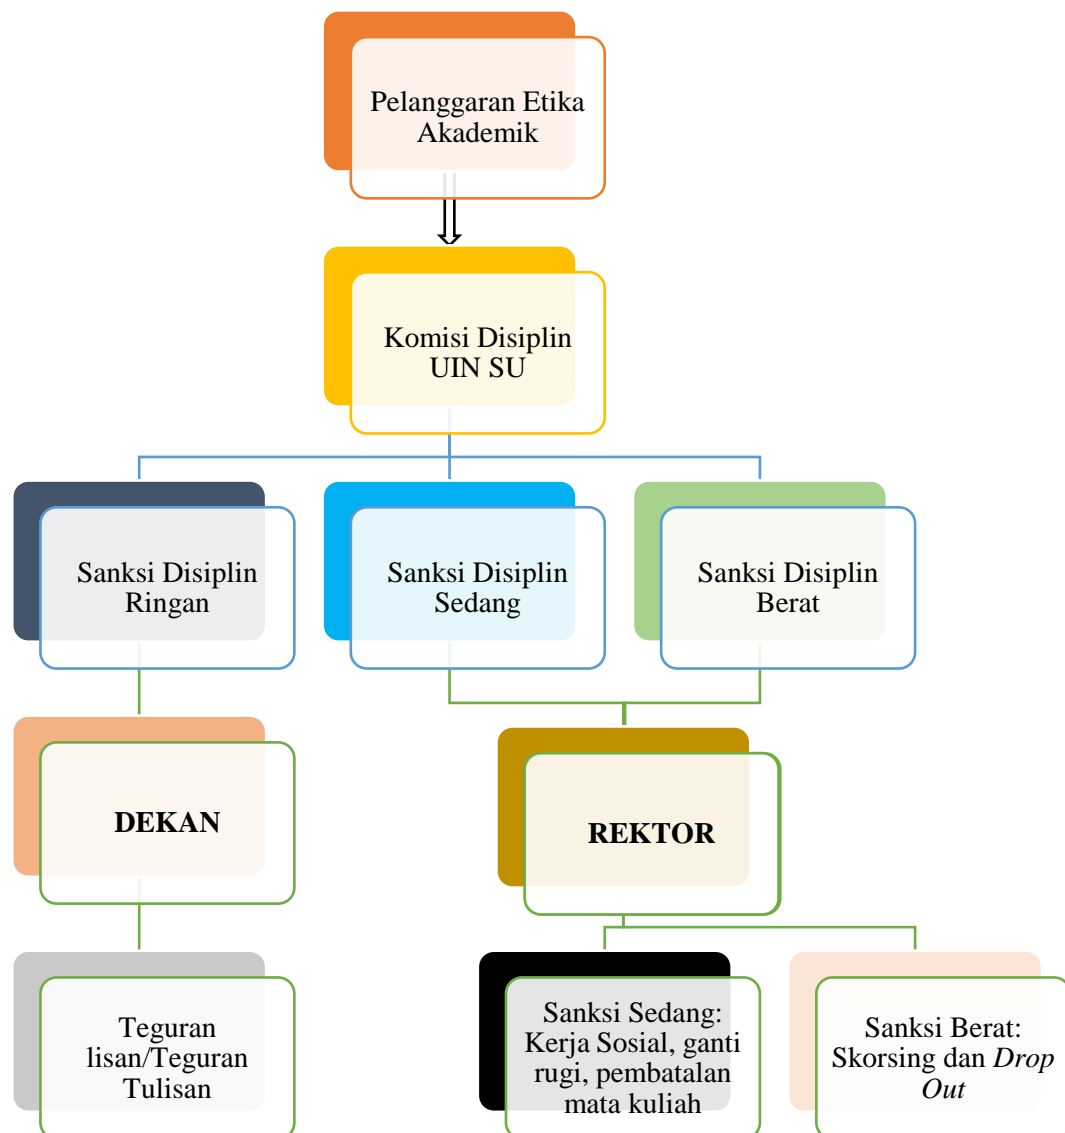 Pelanggaran Etika
Akademik
Komisi Disiplin
UIN SU
Sanksi Disiplin
Ringan
Sanksi Disiplin
Sedang
Sanksi Disiplin
Berat
DEKAN
REKTOR
Teguran
lisan/Teguran
Tulisan
Sanksi Sedang:
Kerja Sosial, ganti
rugi, pembatalan
mata kuliah
Sanksi Berat:
Skorsing dan Drop
Out